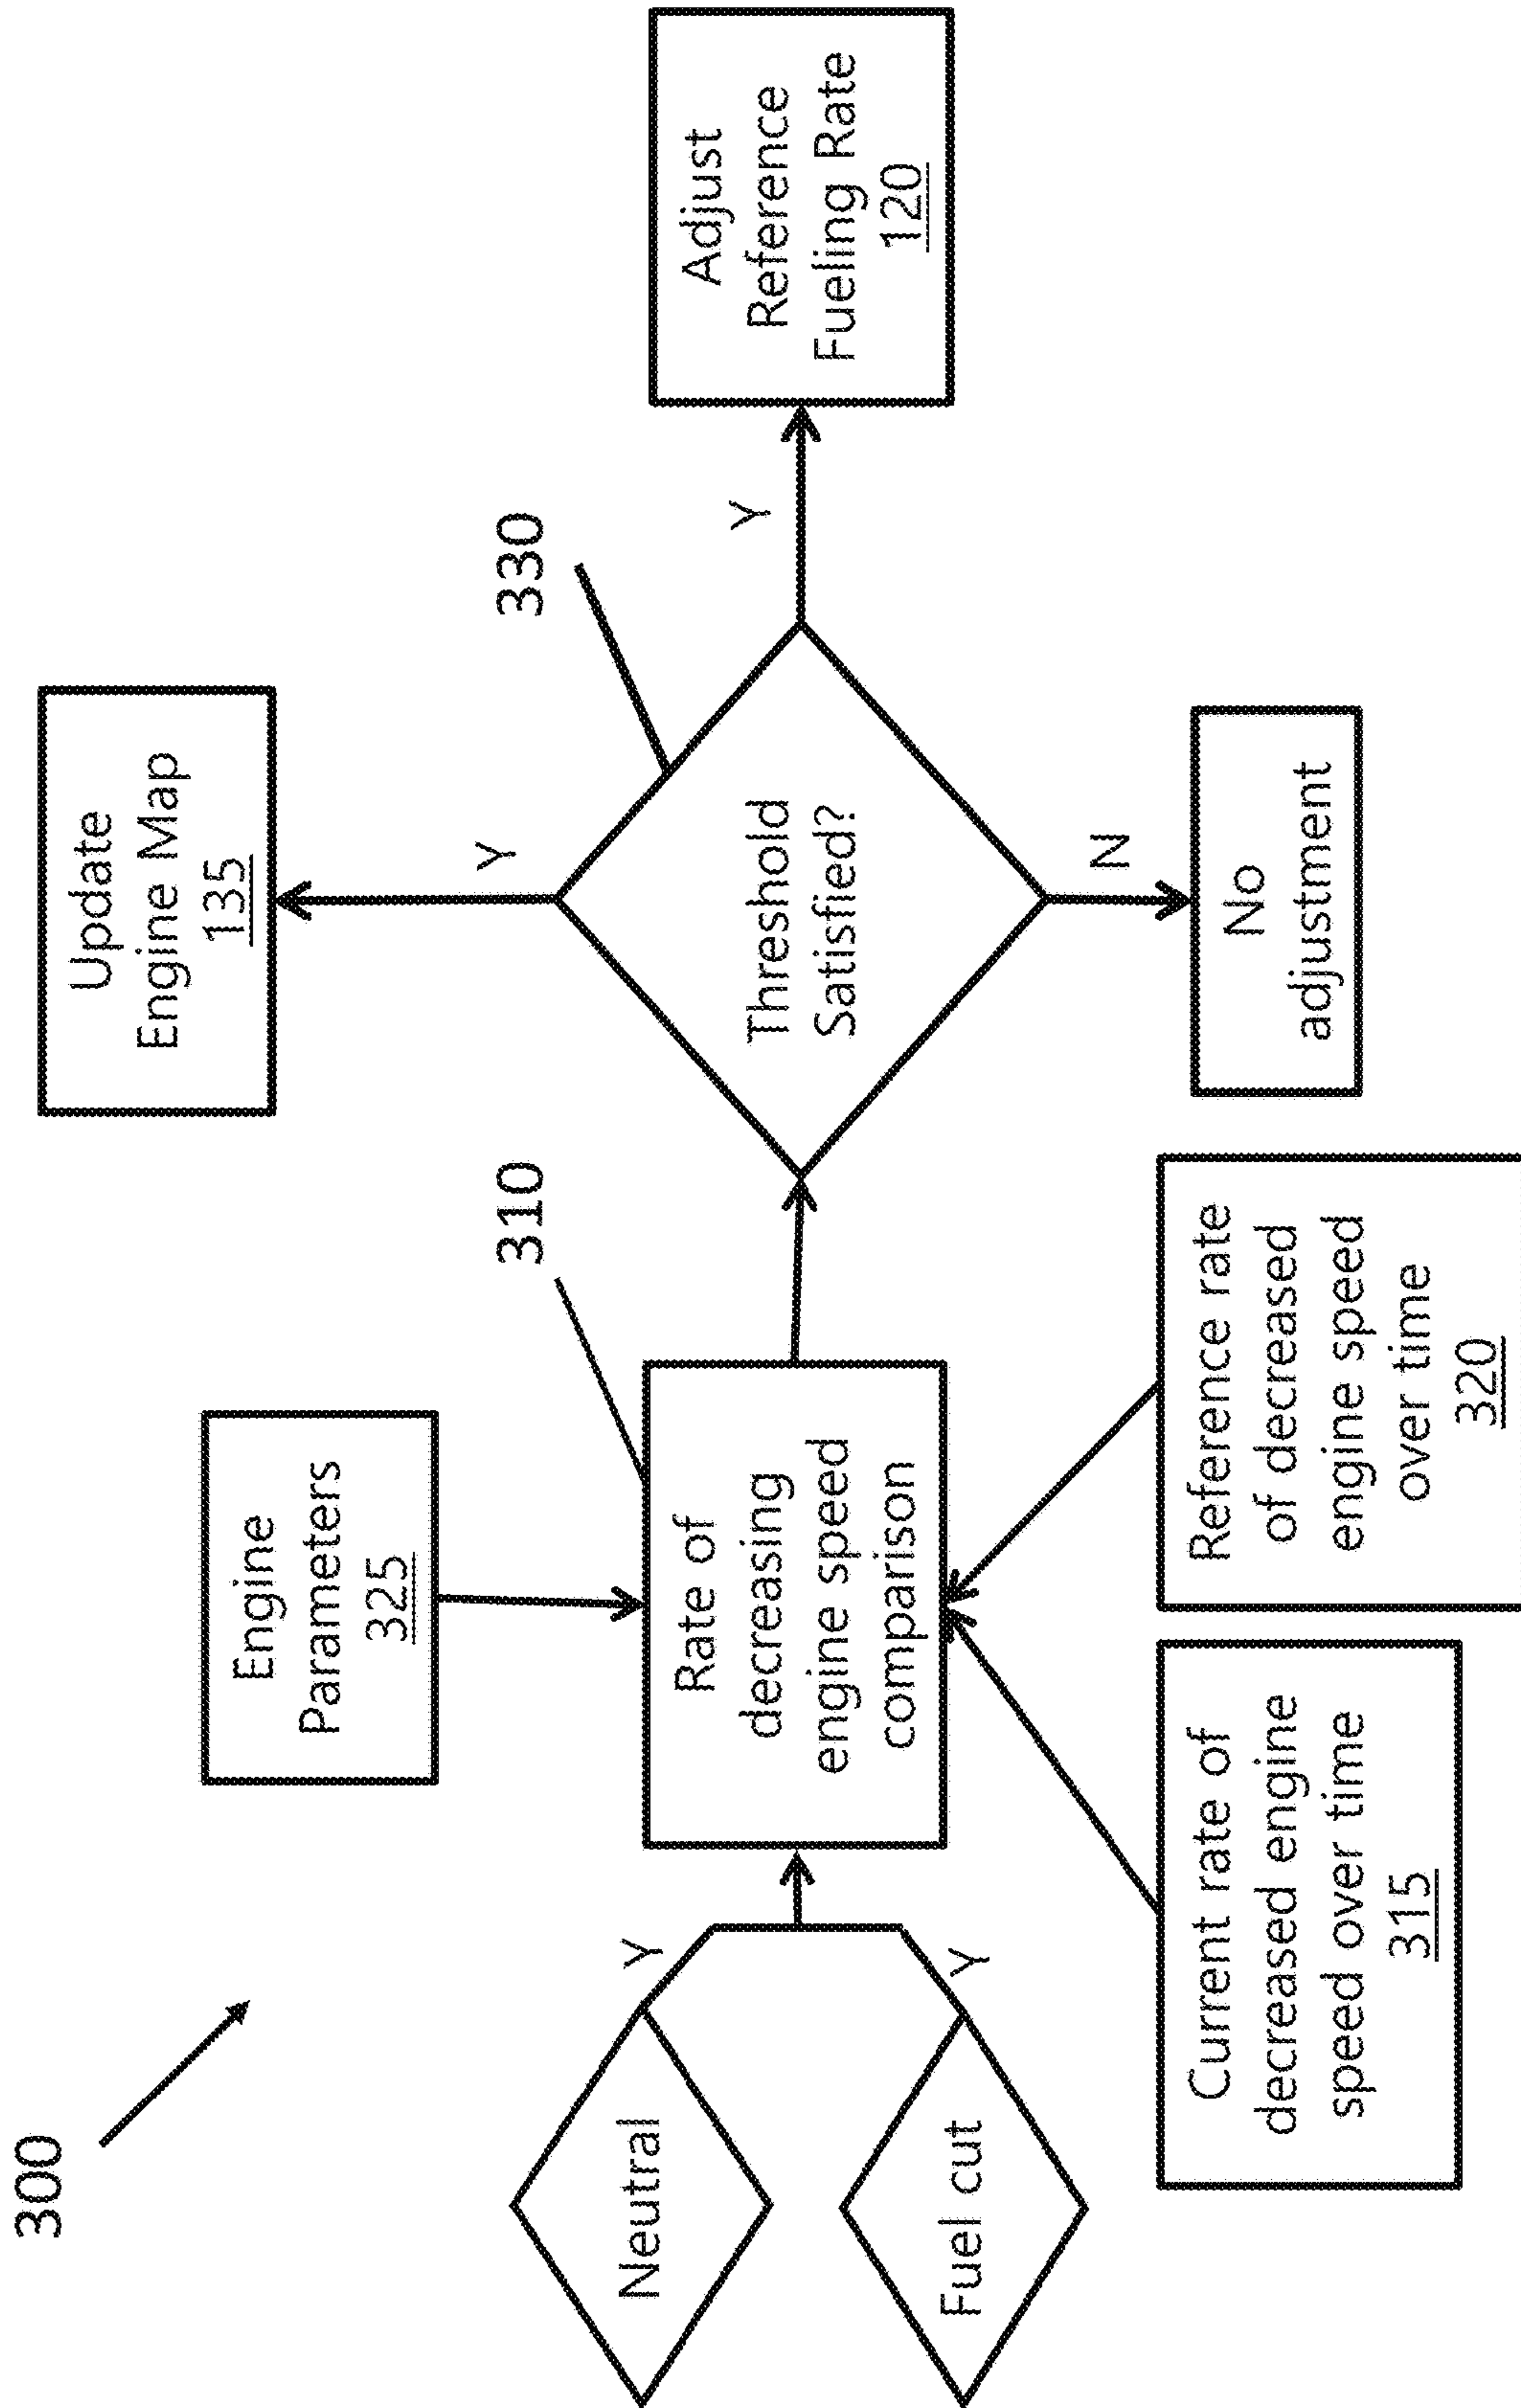 300
Neutral
Y
Fuel cut
Y
Engine
Parameters
325
310
Rate of
decreasing
engine speed
comparison
Current rate of
decreased engine
speed over time
315
Reference rate
of decreased
engine speed
over time
320
330
Threshold
Satisfied?
Y
Update
Engine Map
135
N
No
adjustment
Y
Adjust
Reference
Fueling Rate
120